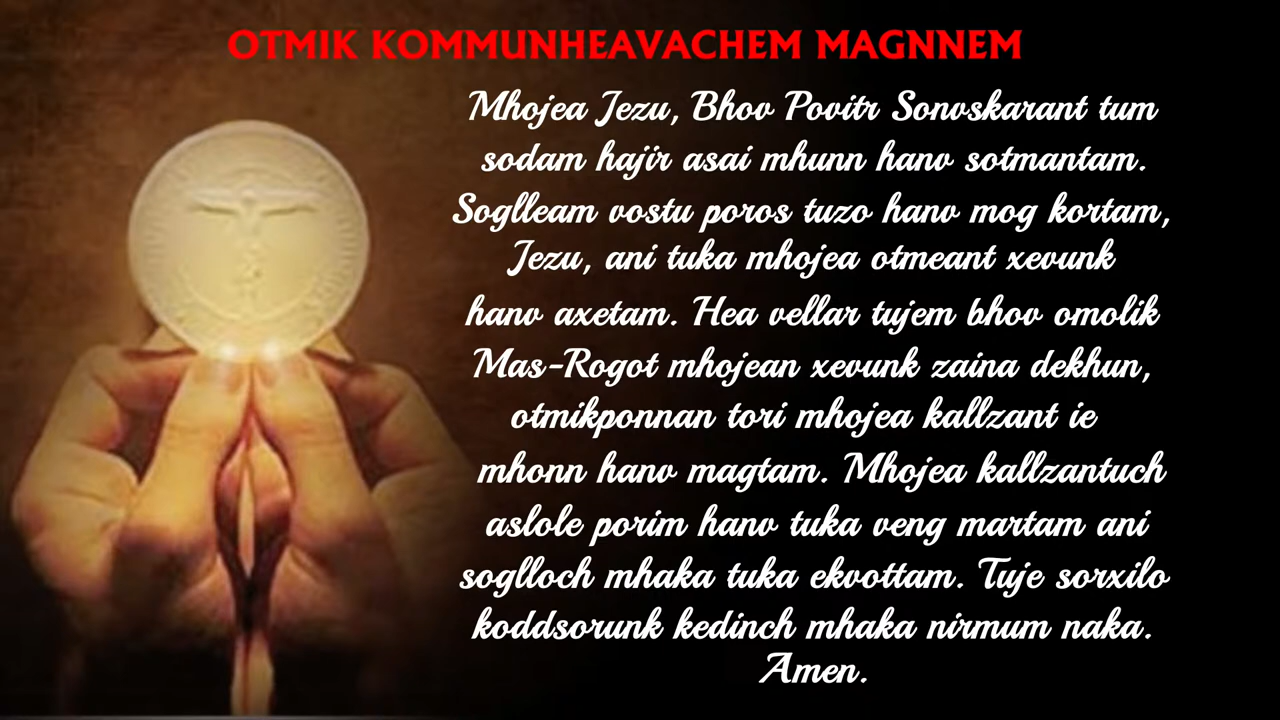 OTMIK KOMMUNHEAVACHEM MAGNNEM
Mhojea Jezu, Bhov Povitr Sonvskarant tum
sodam hajir asai mhunn hanv sotmantam.
Soglleam vostu poros tuzo hanv mog kortam,
Jezu, ani tuka mhojea otmeant xevunk
hanv axetam. Hea vellar tujem bhov omolik
Mas-Rogot mhojean xevunk zaina dekhun,
otmikponnan tori mhojea kallzant ie
mhonn hanv magtam. Mhojea kallzantuch
aslole porim hanv tuka veng martam ani
soglloch mhaka tuka ekvottam. Tuje sorxilo
koddsorunk kedinch mhaka nirmum naka.
Amen.